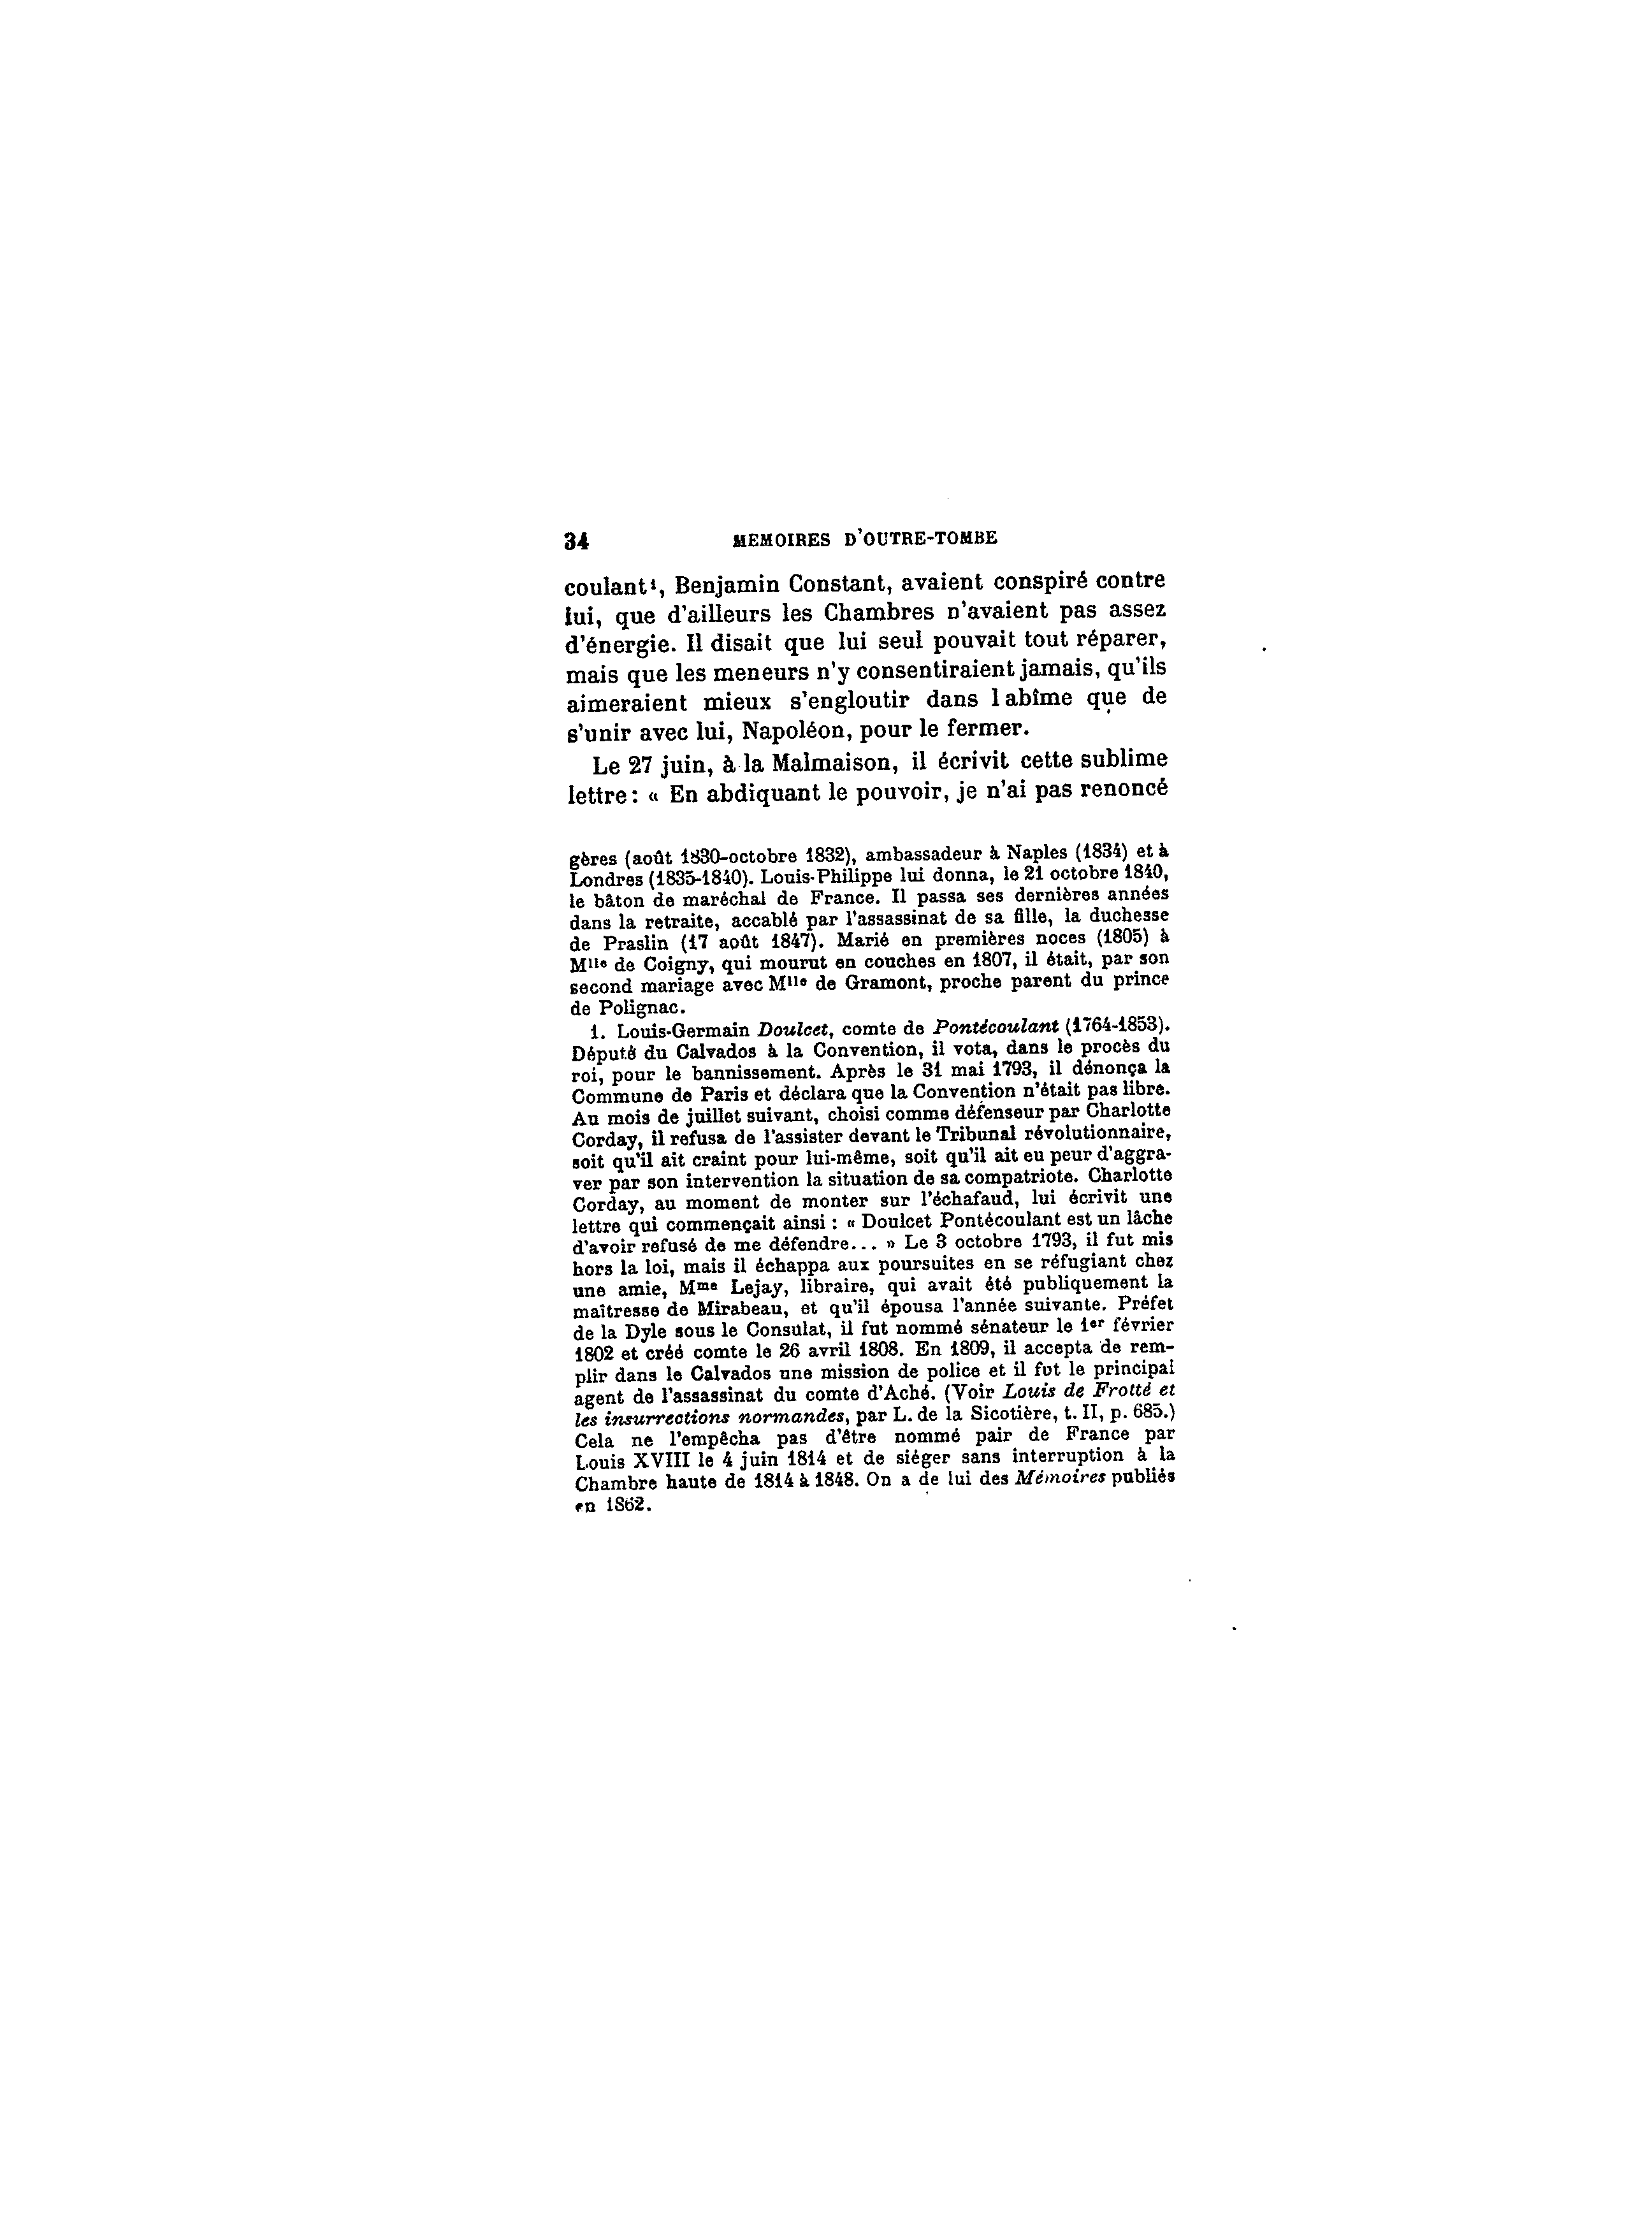 34 MEMOIRES D'OUTRE-TOMBE
coulant¹, Benjamin Constant, avaient conspiré contre
lui, que d'ailleurs les Chambres n'avaient pas assez
d'énergie. Il disait que lui seul pouvait tout réparer,
mais que les meneurs n'y consentiraient jamais, qu'ils
aimeraient mieux s'engloutir dans l abîme que de
s'unir avec lui, Napoléon, pour le fermer.
Le 27 juin, à la Malmaison, il écrivit cette sublime
lettre : « En abdiquant le pouvoir, je n'ai pas renoncé
gères (août 1830-octobre 1832), ambassadeur à Naples (1834) et à
Londres (1835-1840). Louis-Philippe lui donna, le 21 octobre 1840,
le bâton de maréchal de France. Il passa ses dernières années
dans la retraite, accablé par l'assassinat de sa fille, la duchesse
de Praslin (17 août 1847). Marié en premières noces (1805) à
Mlle de Coigny, qui mourut en couches en 1807, il était, par son
second mariage avec Mlle de Gramont, proche parent du prince
de Polignac.
1. Louis-Germain Doulcet, comte de Pontécoulant (1764-1853).
Député du Calvados à la Convention, il vota, dans le procès du
roi, pour le bannissement. Après le 31 mai 1793, il dénonça la
Commune de Paris et déclara que la Convention n'était pas libre.
Au mois de juillet suivant, choisi comme défenseur par Charlotte
Corday, il refusa de l'assister devant le Tribunal révolutionnaire,
soit qu'il ait craint pour lui-même, soit qu'il ait eu peur d'aggra-
ver par son intervention la situation de sa compatriote. Charlotte
Corday, au moment de monter sur l'échafaud, lui écrivit une
lettre qui commençait ainsi : « Doulcet Pontécoulant est un lâche
d'avoir refusé de me défendre... » Le 3 octobre 1793, il fut mis
hors la loi, mais il échappa aux poursuites en se réfugiant chez
une amie, Mme Lejay, libraire, qui avait été publiquement la
maîtresse de Mirabeau, et qu'il épousa l'année suivante. Préfet
de la Dyle sous le Consulat, il fut nommé sénateur le 1er février
1802 et créé comte le 26 avril 1808. En 1809, il accepta de rem-
plir dans le Calvados une mission de police et il fut le principal
agent de l'assassinat du comte d'Aché. (Voir Louis de Frotté et
les insurrections normandes, par L. de la Sicotière, t. II, p. 685.)
Cela ne l'empêcha pas d'être nommé pair de France par
Louis XVIII le 4 juin 1814 et de siéger sans interruption à la
Chambre haute de 1814 à 1848. On a de lui des Mémoires publiés
en 1862.